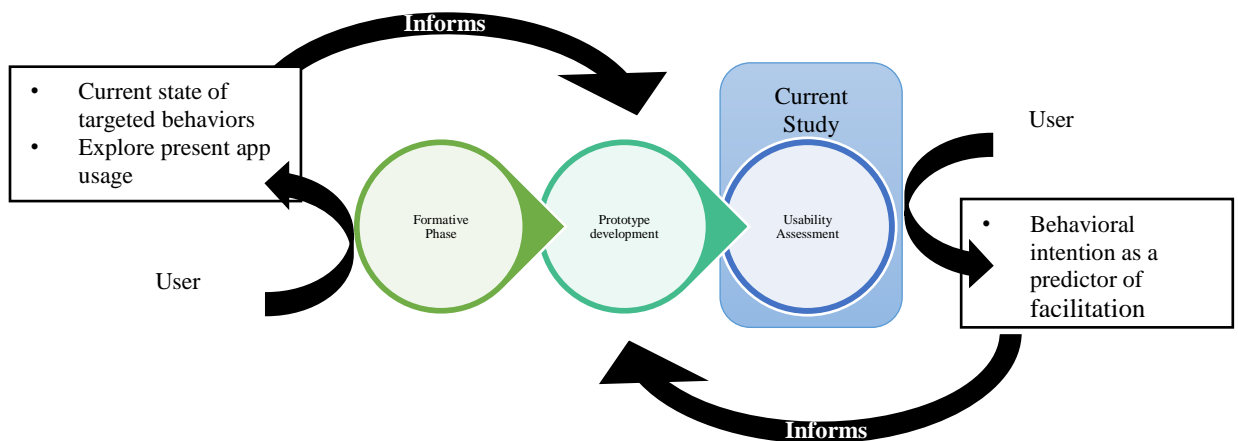 Informs
• Current state of
targeted behaviors
• Explore present app
usage
User
Formative
Phase
Prototype
development
Current
Study
Usability
Assessment
User
• Behavioral
intention as a
predictor of
facilitation
Informs